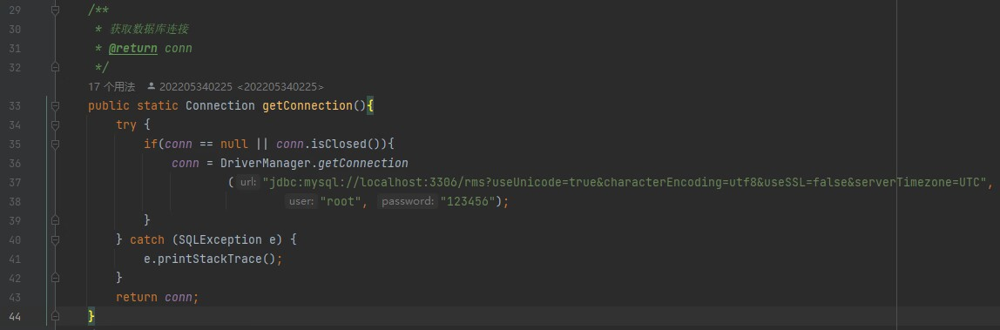 29 /**
30 * 获取数据库连接
31 * @return conn
32 */
17 个用法 202205340225 <202205340225>
33 public static Connection getConnection(){
34 try {
35 if(conn == null || conn.isClosed()){
36 conn = DriverManager.getConnection
37 ( url: "jdbc:mysql://localhost:3306/rms?useUnicode=true&characterEncoding=utf8&useSSL=false&serverTimezone=UTC",
38 user: "root", password: "123456");
39 }
40 } catch (SQLException e) {
41 e.printStackTrace();
42 }
43 return conn;
44 }